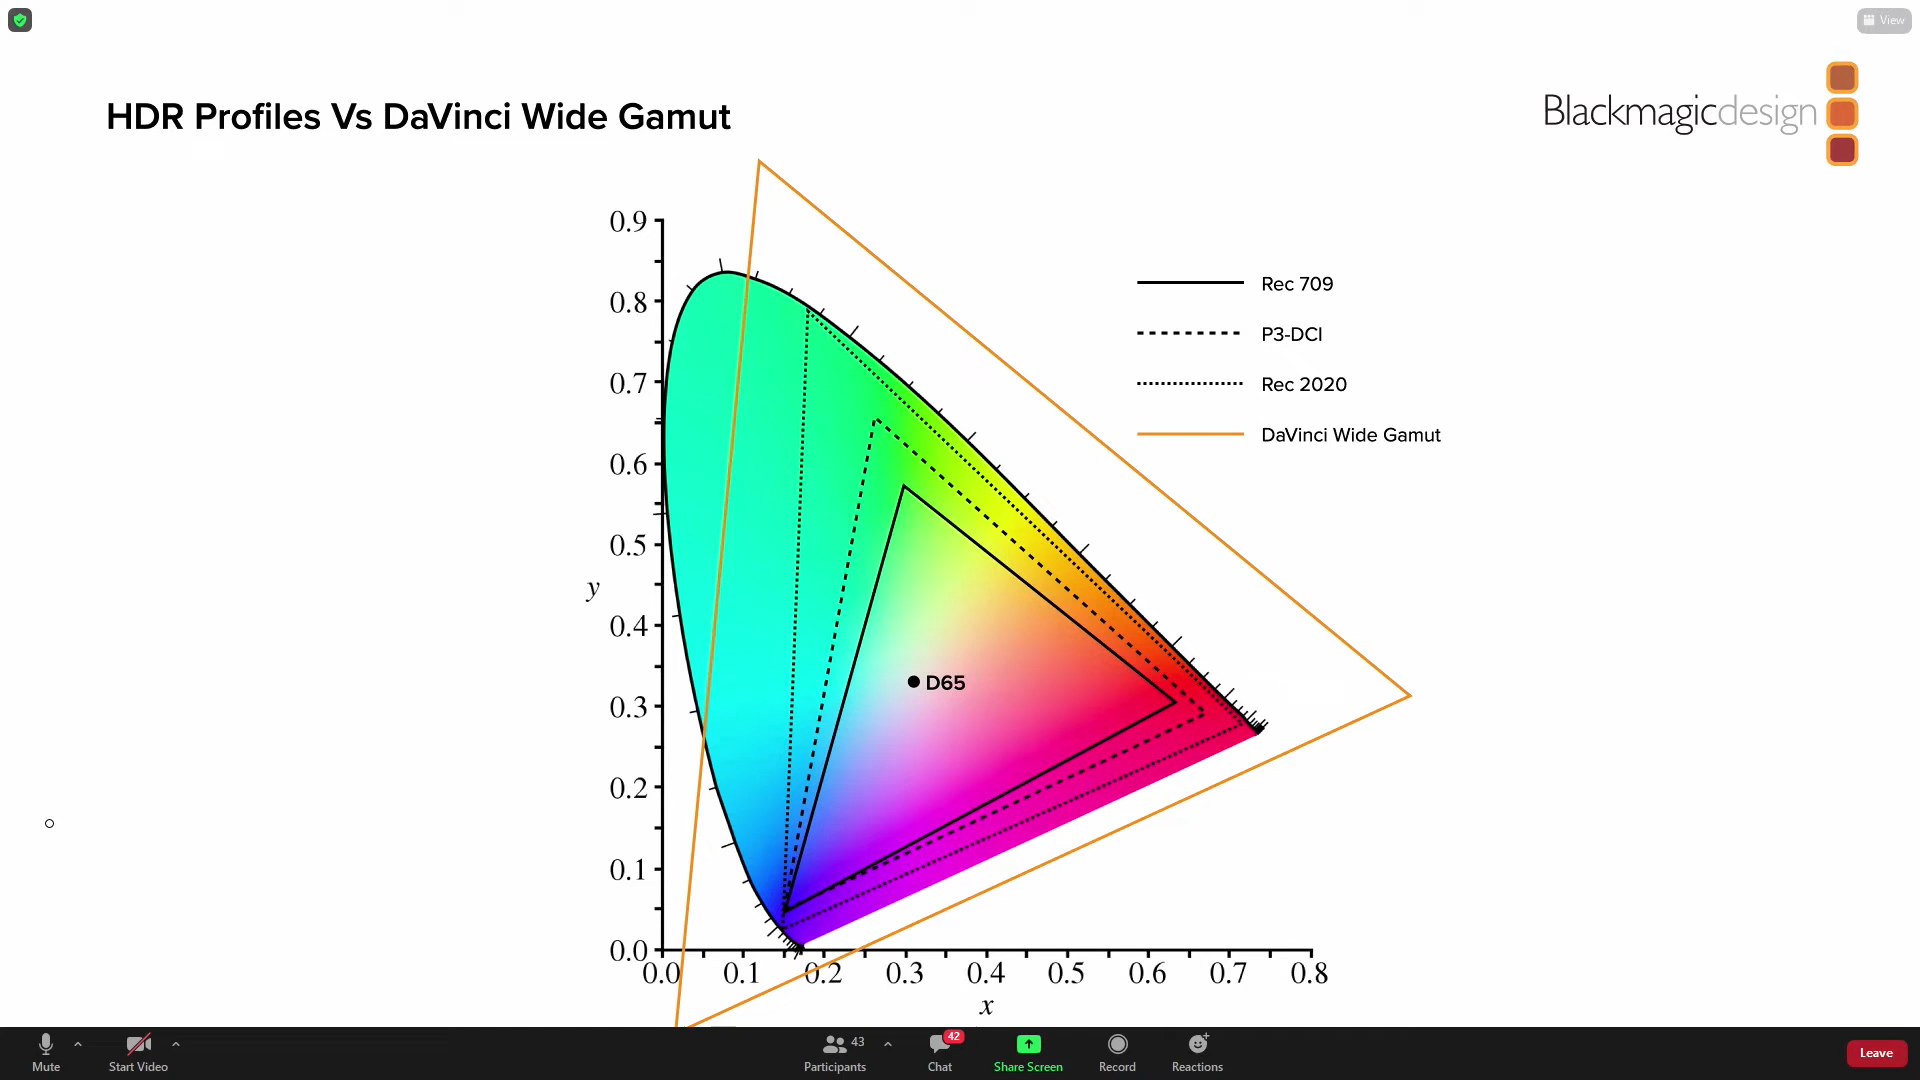 View
HDR Profiles Vs DaVinci Wide Gamut
Blackmagicdesign
0.9
0.8
0.7
0.6
0.5
0.4
0.3
0.2
0.1
0.0
y
Rec 709
P3-DCI
Rec 2020
DaVinci Wide Gamut
D65
0.0 0.1 0.2 0.3 0.4 0.5 0.6 0.7 0.8
x
43
42
Mute
Start Video
Participants
Chat
Share Screen
Record
Reactions
Leave